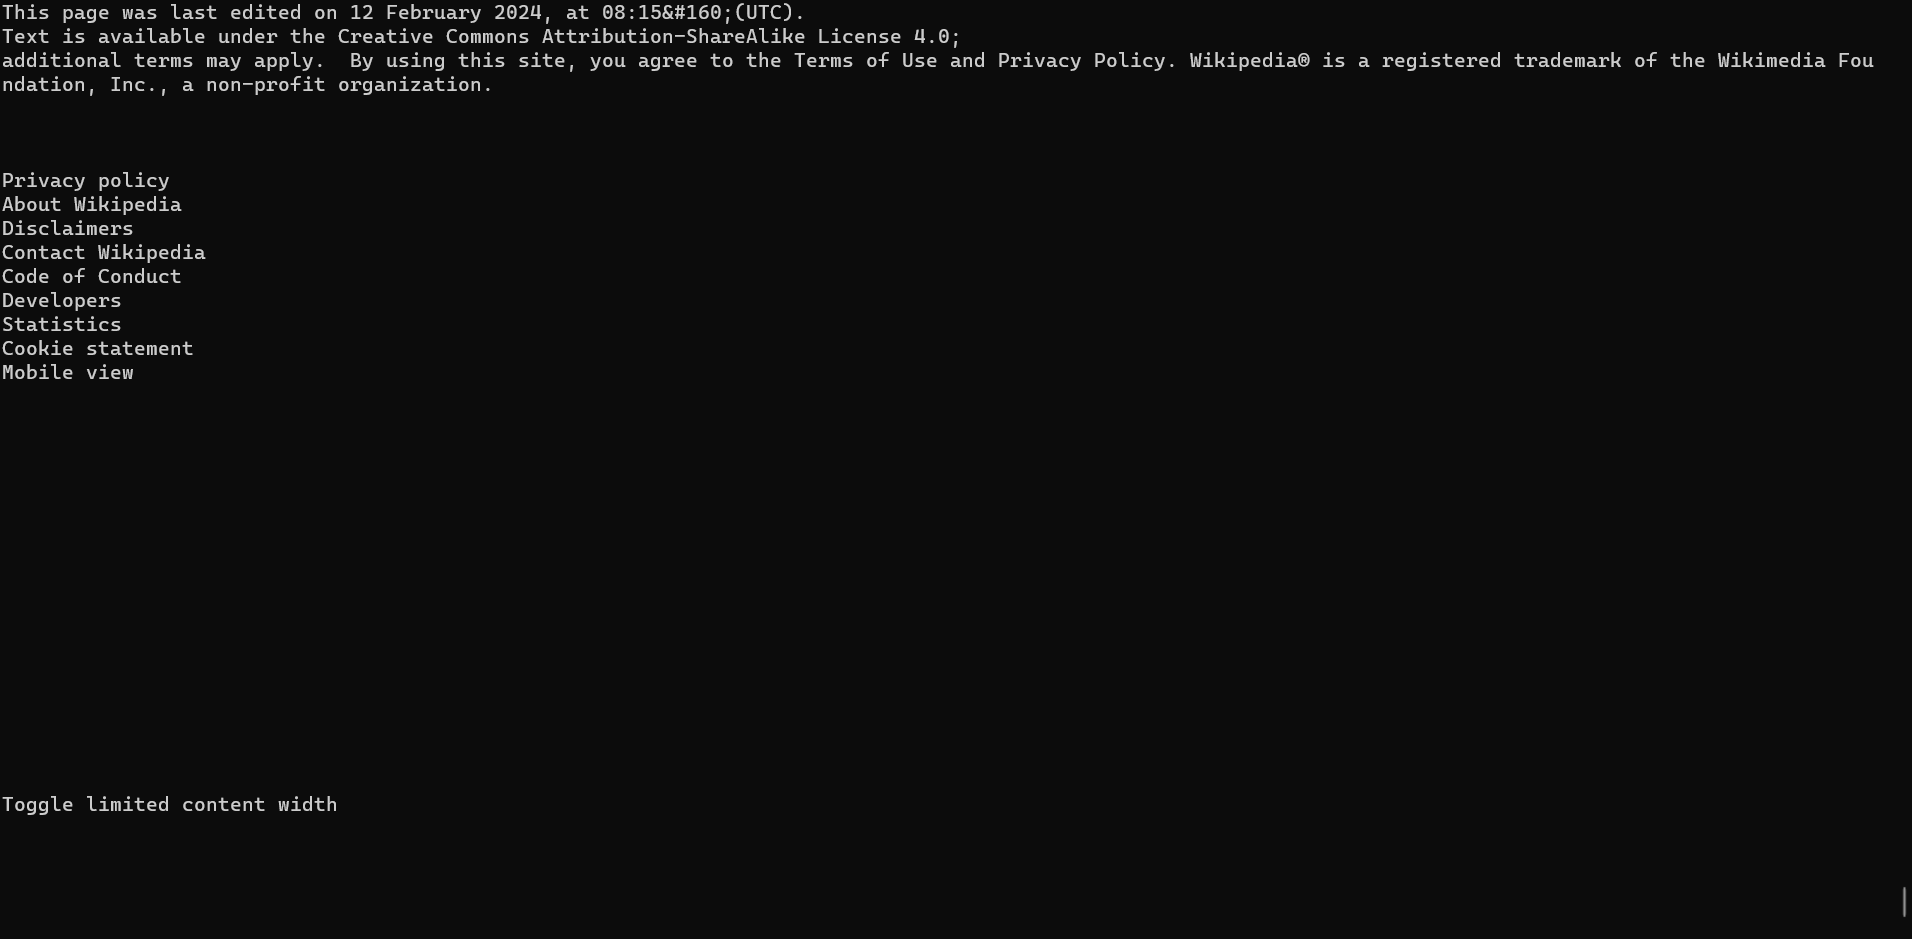 This page was last edited on 12 February 2024, at 08:15&#160;(UTC).
Text is available under the Creative Commons Attribution-ShareAlike License 4.0;
additional terms may apply.  By using this site, you agree to the Terms of Use and Privacy Policy. Wikipedia® is a registered trademark of the Wikimedia Fou
ndation, Inc., a non-profit organization.
Privacy policy
About Wikipedia
Disclaimers
Contact Wikipedia
Code of Conduct
Developers
Statistics
Cookie statement
Mobile view
Toggle limited content width